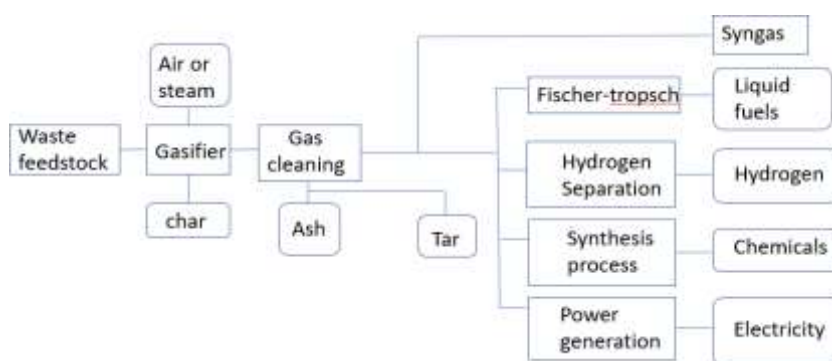 Syngas
Air or
steam
Fischer-tropsch
Liquid
fuels
Waste
feedstock
Gasifier
Gas
cleaning
Hydrogen
Separation
Hydrogen
char
Ash
Tar
Synthesis
process
Chemicals
Power
generation
Electricity